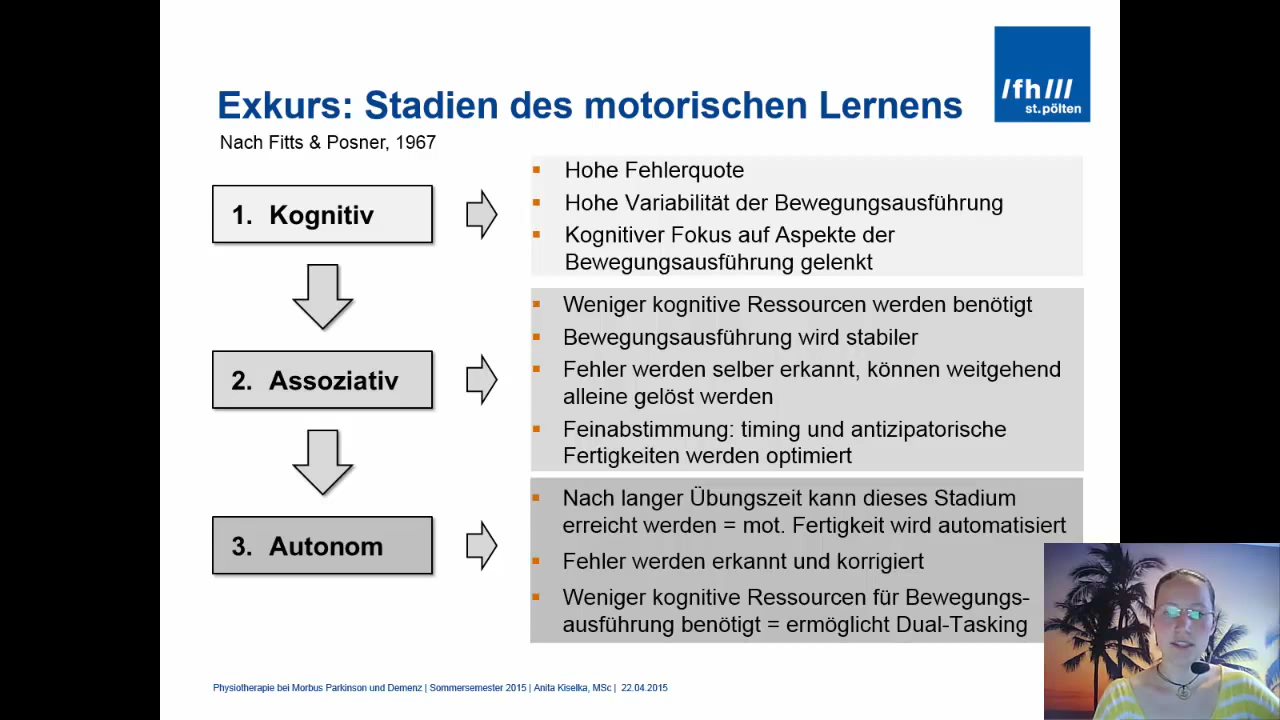 Exkurs: Stadien des motorischen Lernens
Nach Fitts & Posner, 1967
/fh///
st.pölten
1. Kognitiv
Hohe Fehlerquote
Hohe Variabilität der Bewegungsausführung
Kognitiver Fokus auf Aspekte der
Bewegungsausführung gelenkt
2. Assoziativ
Weniger kognitive Ressourcen werden benötigt
Bewegungsausführung wird stabiler
Fehler werden selber erkannt, können weitgehend
alleine gelöst werden
Feinabstimmung: timing und antizipatorische
Fertigkeiten werden optimiert
3. Autonom
Nach langer Übungszeit kann dieses Stadium
erreicht werden = mot. Fertigkeit wird automatisiert
Fehler werden erkannt und korrigiert
Weniger kognitive Ressourcen für Bewegungs-
ausführung benötigt = ermöglicht Dual-Tasking
Physiotherapie bei Morbus Parkinson und Demenz | Sommersemester 2015 | Anita Kiselka, MSc | 22.04.2015